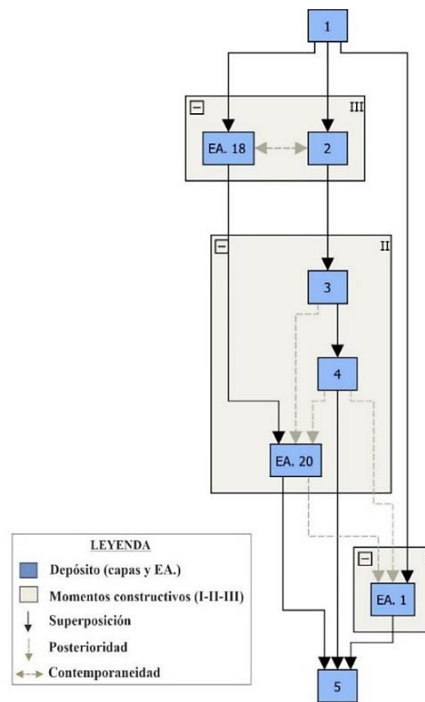 1
III
EA. 18
2
II
3
4
EA. 20
EA. 1
5
LEYENDA
Depósito (capas y EA.)
Momentos constructivos (I-II-III)
Superposición
Posterioridad
Contemporaneidad